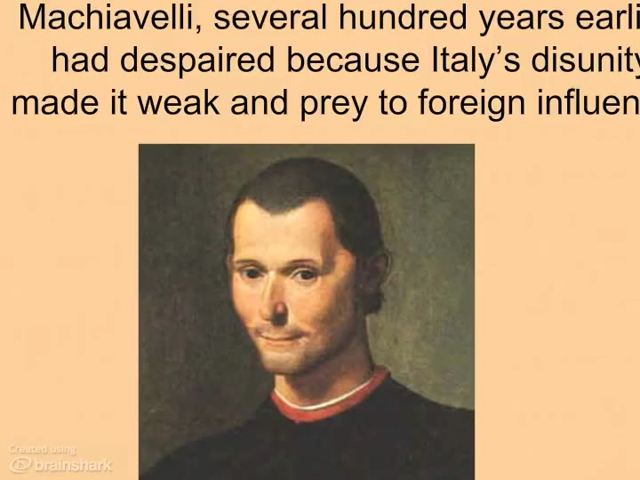 Machiavelli, several hundred years earli
had despaired because Italy's disunity
made it weak and prey to foreign influen
Created using
brainshark